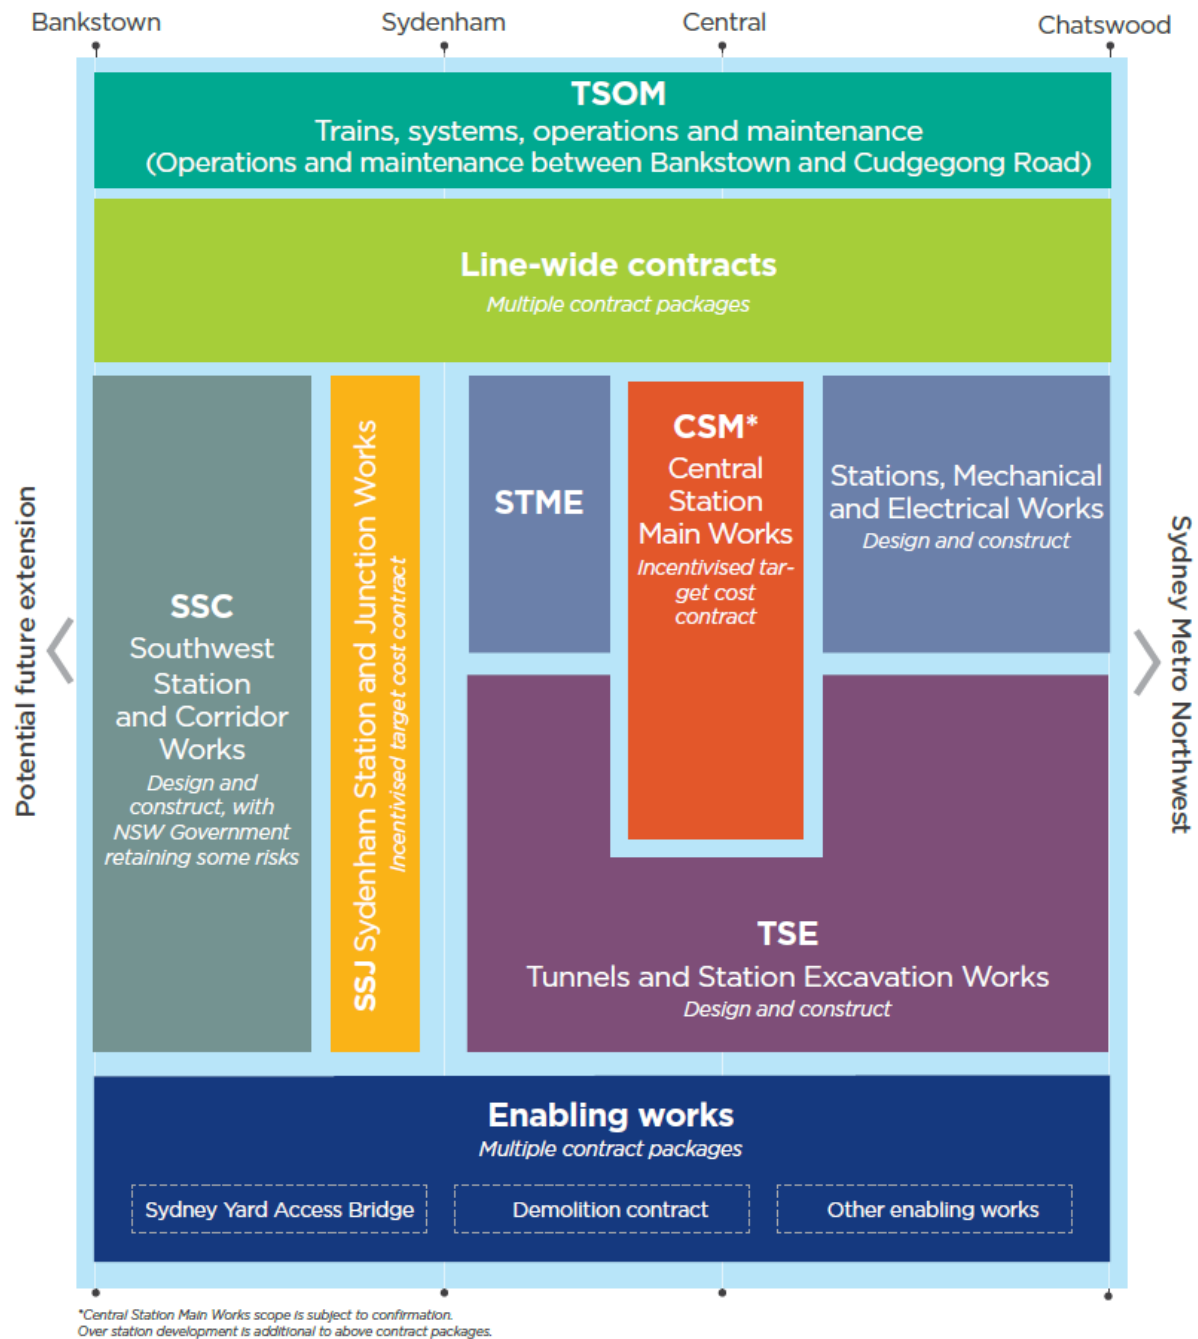 Bankstown
Sydenham
Central
Chatswood
TSOM
Trains, systems, operations and maintenance
(Operations and maintenance between Bankstown and Cudgegong Road)
Line-wide contracts
Multiple contract packages
Potential future extension
SSC
Southwest
Station
and Corridor
Works
Design and
construct, with
NSW Government
retaining some risks
SSJ Sydenham Station and Junction Works
Incentivised target cost contract
STME
CSM*
Central
Station
Main Works
Incentivised tar-
get cost
contract
Stations, Mechanical
and Electrical Works
Design and construct
TSE
Tunnels and Station Excavation Works
Design and construct
Sydney Metro Northwest
Enabling works
Multiple contract packages
Sydney Yard Access Bridge
Demolition contract
Other enabling works
*Central Station Main Works scope is subject to confirmation.
Over station development is additional to above contract packages.